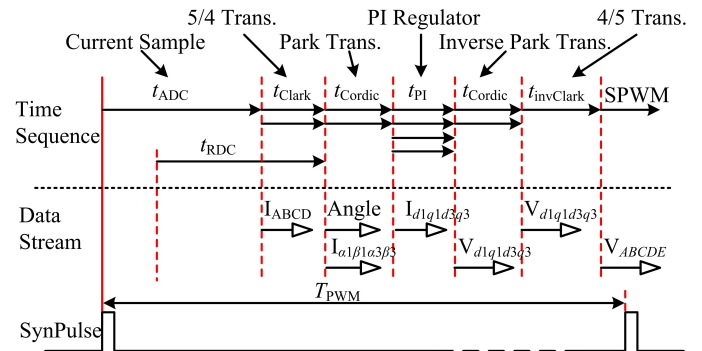 5/4 Trans. PI Regulator 4/5 Trans.
Current Sample Park Trans. Inverse Park Trans.
Time Sequence
tADC tClark tCordic tPI tCordic tinvClark SPWM
tRDC
Data Stream
IABCD Angle Id1q1d3q3 Vd1q1d3q3
Iα1β1α3β3 Vd1q1d3q3 VABCDE
TPWM
SynPulse